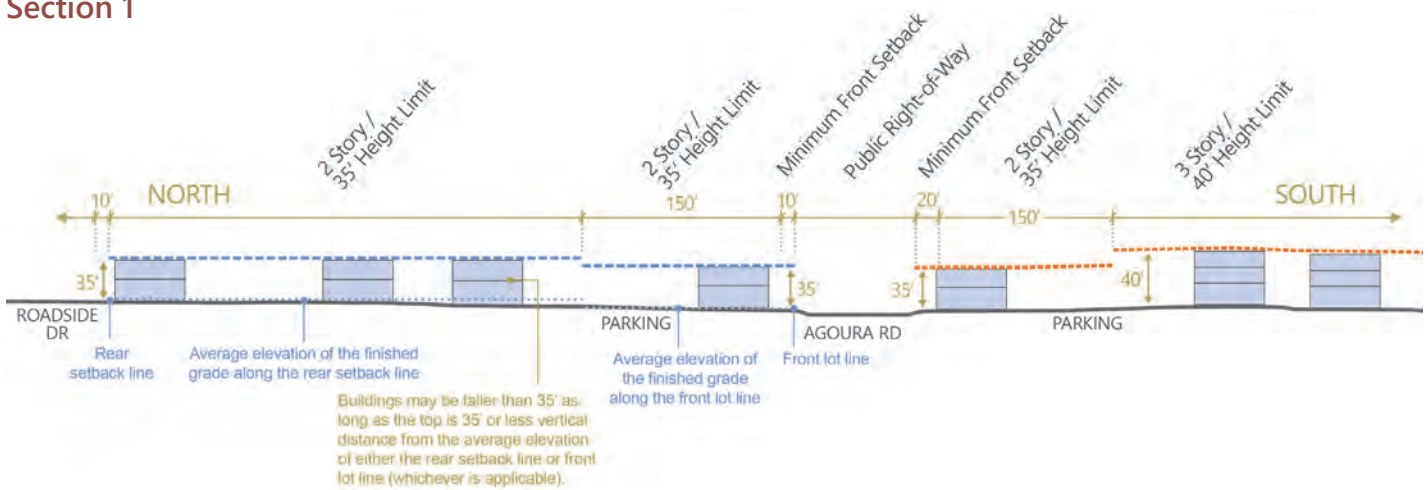 Section 1
2 Story /
35' Height Limit
2 Story /
35' Height Limit
Minimum Front Setback
Public Right-of-Way
Minimum Front Setback
2 Story /
35' Height Limit
3 Story /
40' Height Limit
10'
NORTH
150'
10'
20'
150'
SOUTH
35'
35'
35'
40'
ROADSIDE
DR
PARKING
AGOURA RD
PARKING
Rear
setback line
Average elevation of the finished
grade along the rear setback line
Average elevation of
the finished grade
along the front lot line
Front lot line
Buildings may be taller than 35' as
long as the top is 35' or less vertical
distance from the average elevation
of either the rear setback line or front
lot line (whichever is applicable).